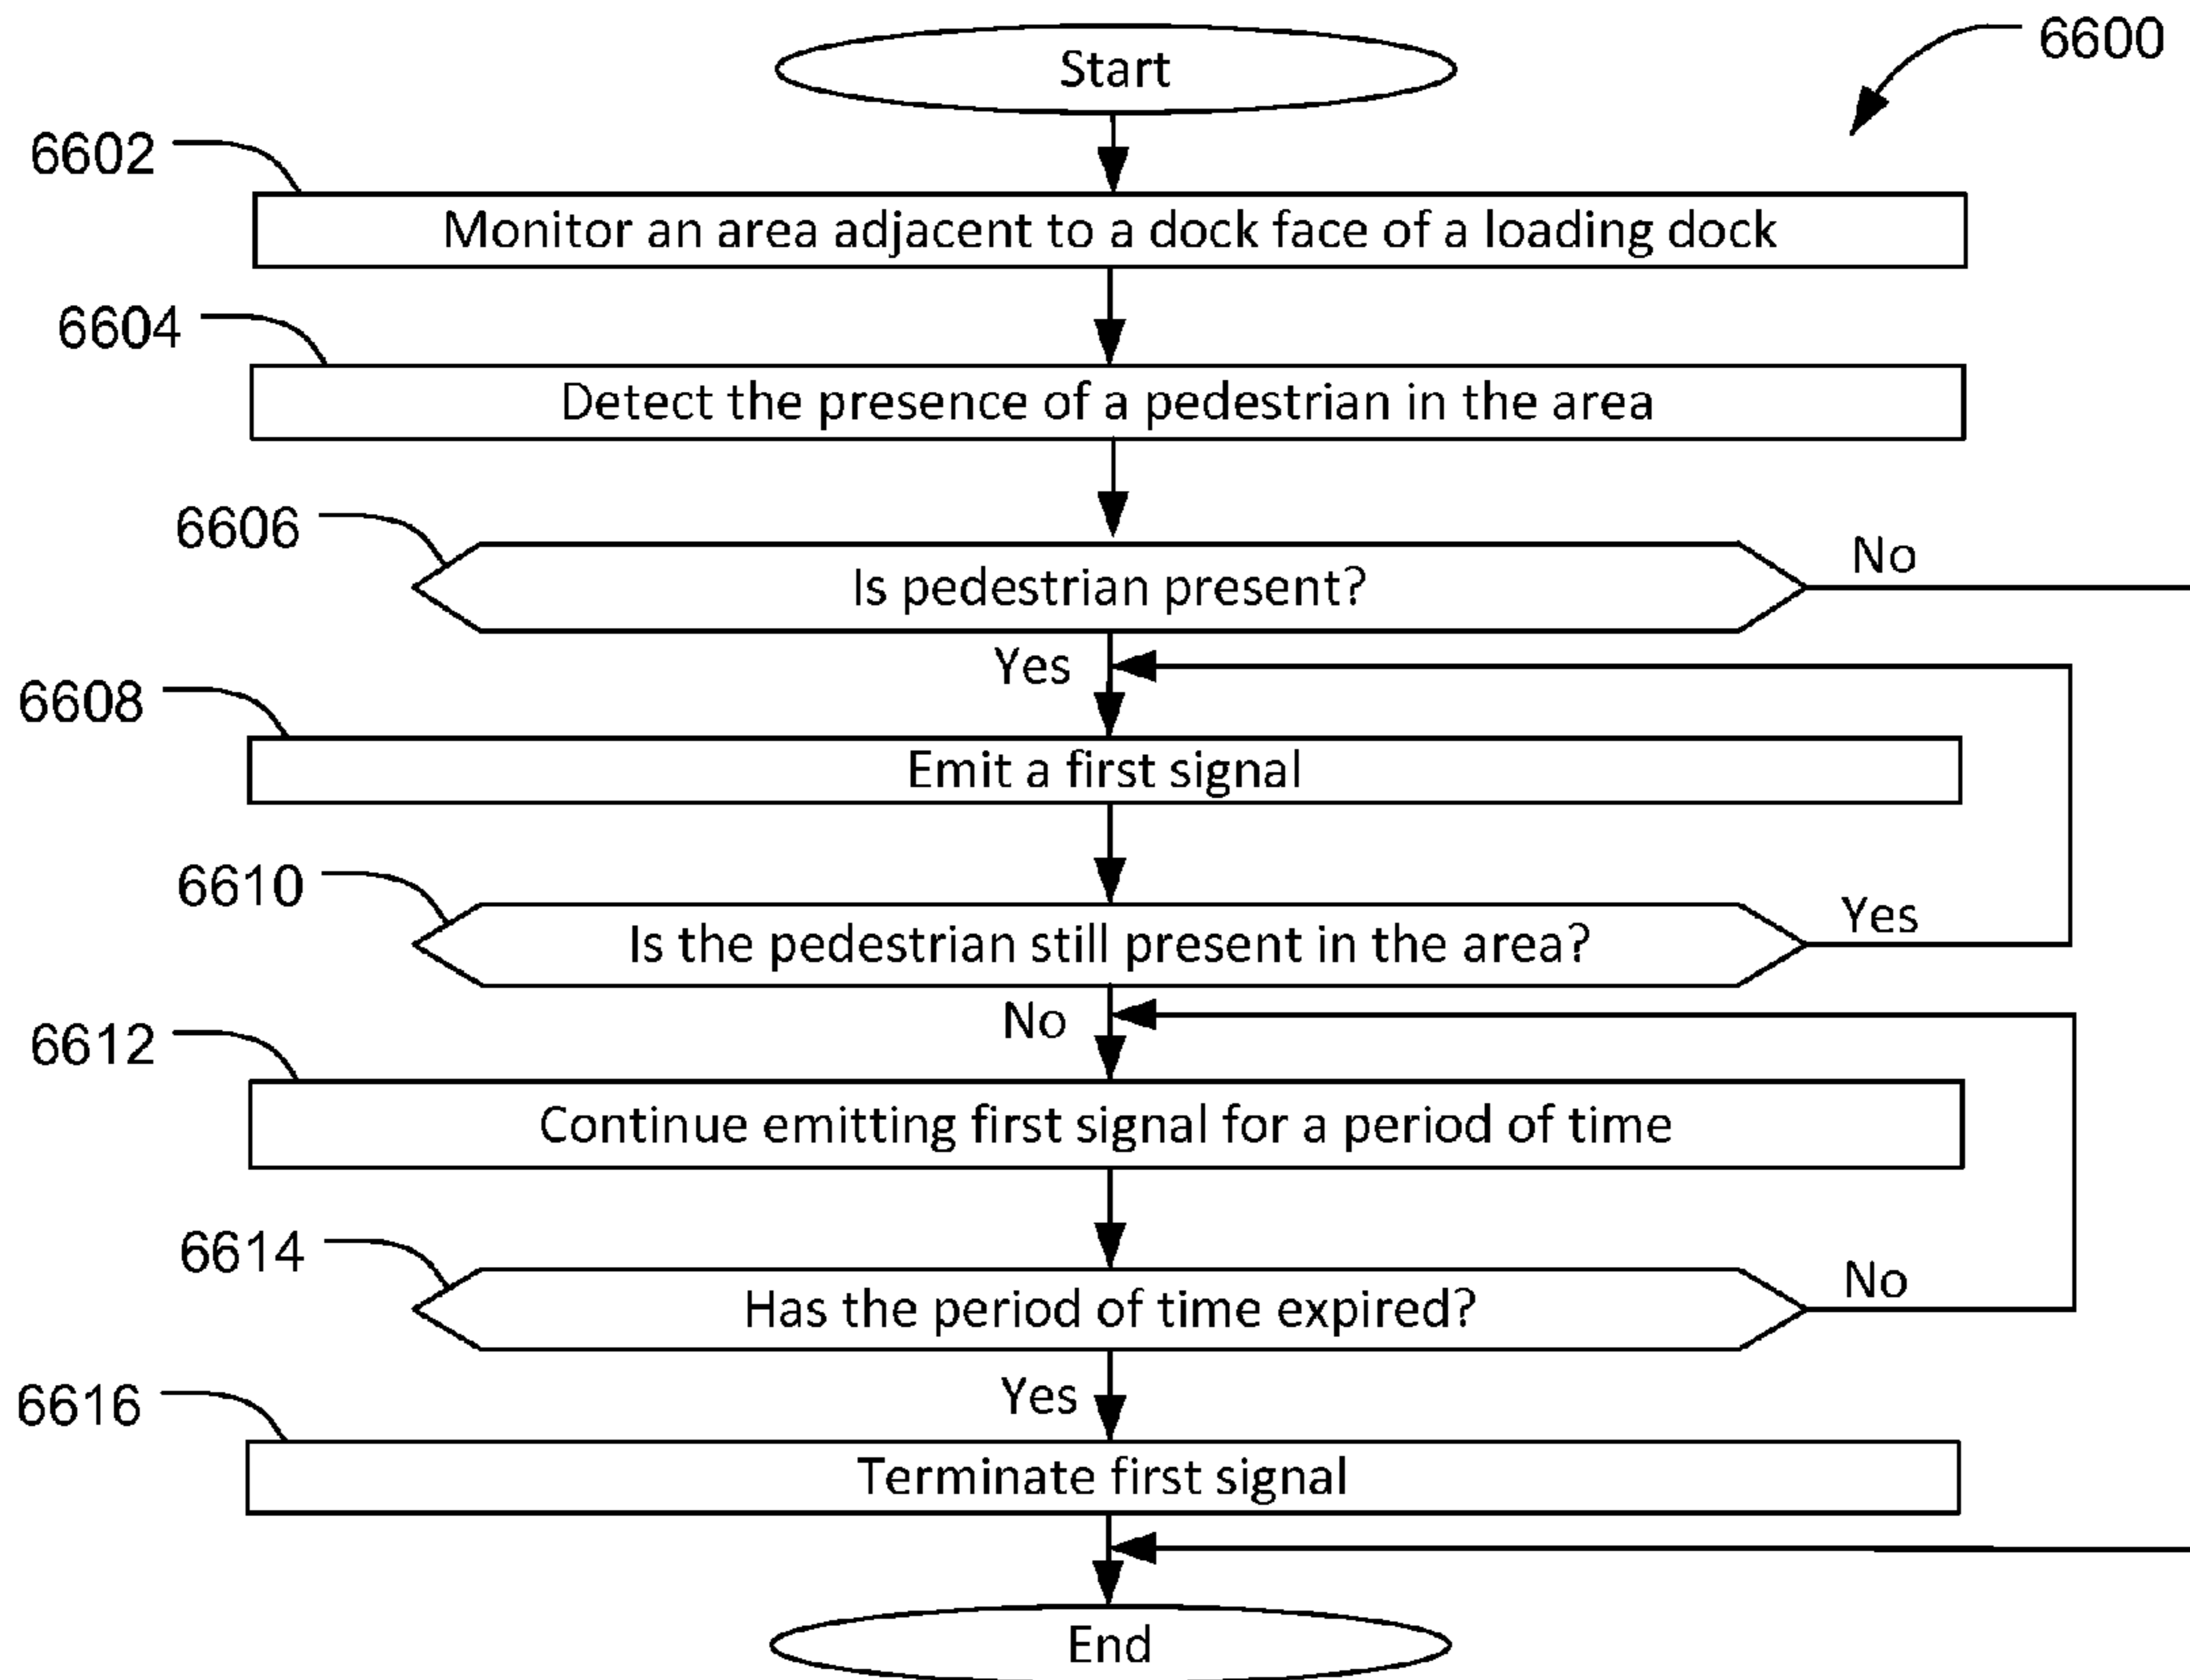 Start
6600
6602
Monitor an area adjacent to a dock face of a loading dock
6604
Detect the presence of a pedestrian in the area
6606
Is pedestrian present?
No
Yes
6608
Emit a first signal
6610
Is the pedestrian still present in the area?
Yes
No
6612
Continue emitting first signal for a period of time
6614
Has the period of time expired?
No
Yes
6616
Terminate first signal
End